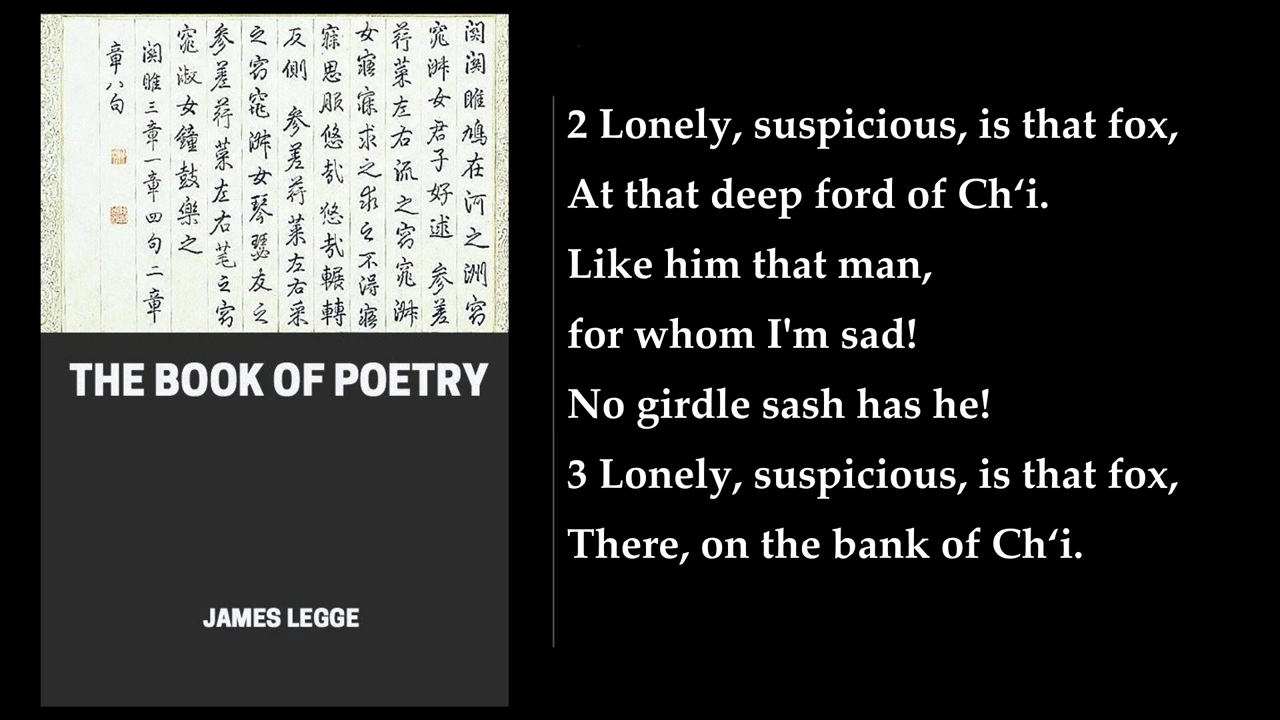 關關雎鳩在河之洲窈
窕淑女君子好逑 參差
荇菜左右流之窈窕淑
女寤寐求之求之不得寤
寐思服悠哉悠哉輾轉
反側 參差荇菜左右采
之窈窕淑女琴瑟友之
參差荇菜左右芼之窈
窕淑女鐘鼓樂之
關雎三章一章四句二章
章八句
THE BOOK OF POETRY
JAMES LEGGE
2 Lonely, suspicious, is that fox,
At that deep ford of Ch‘i.
Like him that man,
for whom I'm sad!
No girdle sash has he!
3 Lonely, suspicious, is that fox,
There, on the bank of Ch‘i.